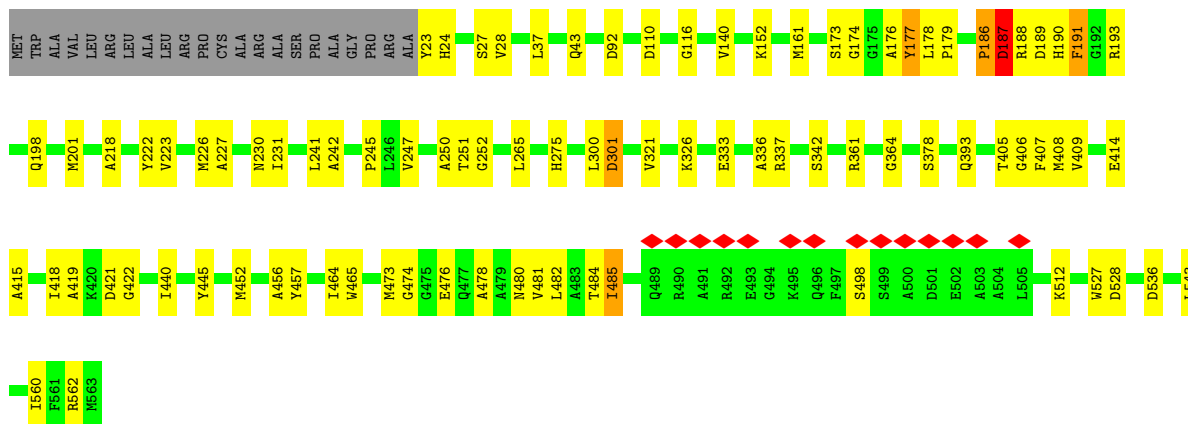 MET TRP ALA VAL LEU ARG LEU ALA LEU ARG PRO CYS ALA ARG ALA SER PRO ALA GLY PRO ARG ALA Y23 H24 S27 V28 L37 Q43 D92 D110 G116 V140 K152 M161 S173 G174 G175 A176 Y177 L178 P179 P186 D187 R188 D189 H190 F191 G192 R193
Q198 M201 A218 Y222 V223 M226 A227 N230 I231 L241 A242 P245 L246 V247 A250 T251 G252 L265 H275 L300 D301 V321 K326 E333 A336 R337 S342 R361 G364 S378 Q393 T405 G406 F407 M408 V409 E414
A415 I418 A419 K420 D421 G422 I440 Y445 M452 A456 Y457 I464 W465 M473 G474 G475 E476 Q477 A478 A479 N480 V481 L482 A483 T484 I485 Q489 R490 A491 R492 E493 G494 K495 Q496 F497 S498 S499 A500 D501 E502 A503 A504 L505 K512 W527 D528 D536
I560 F561 R562 M563